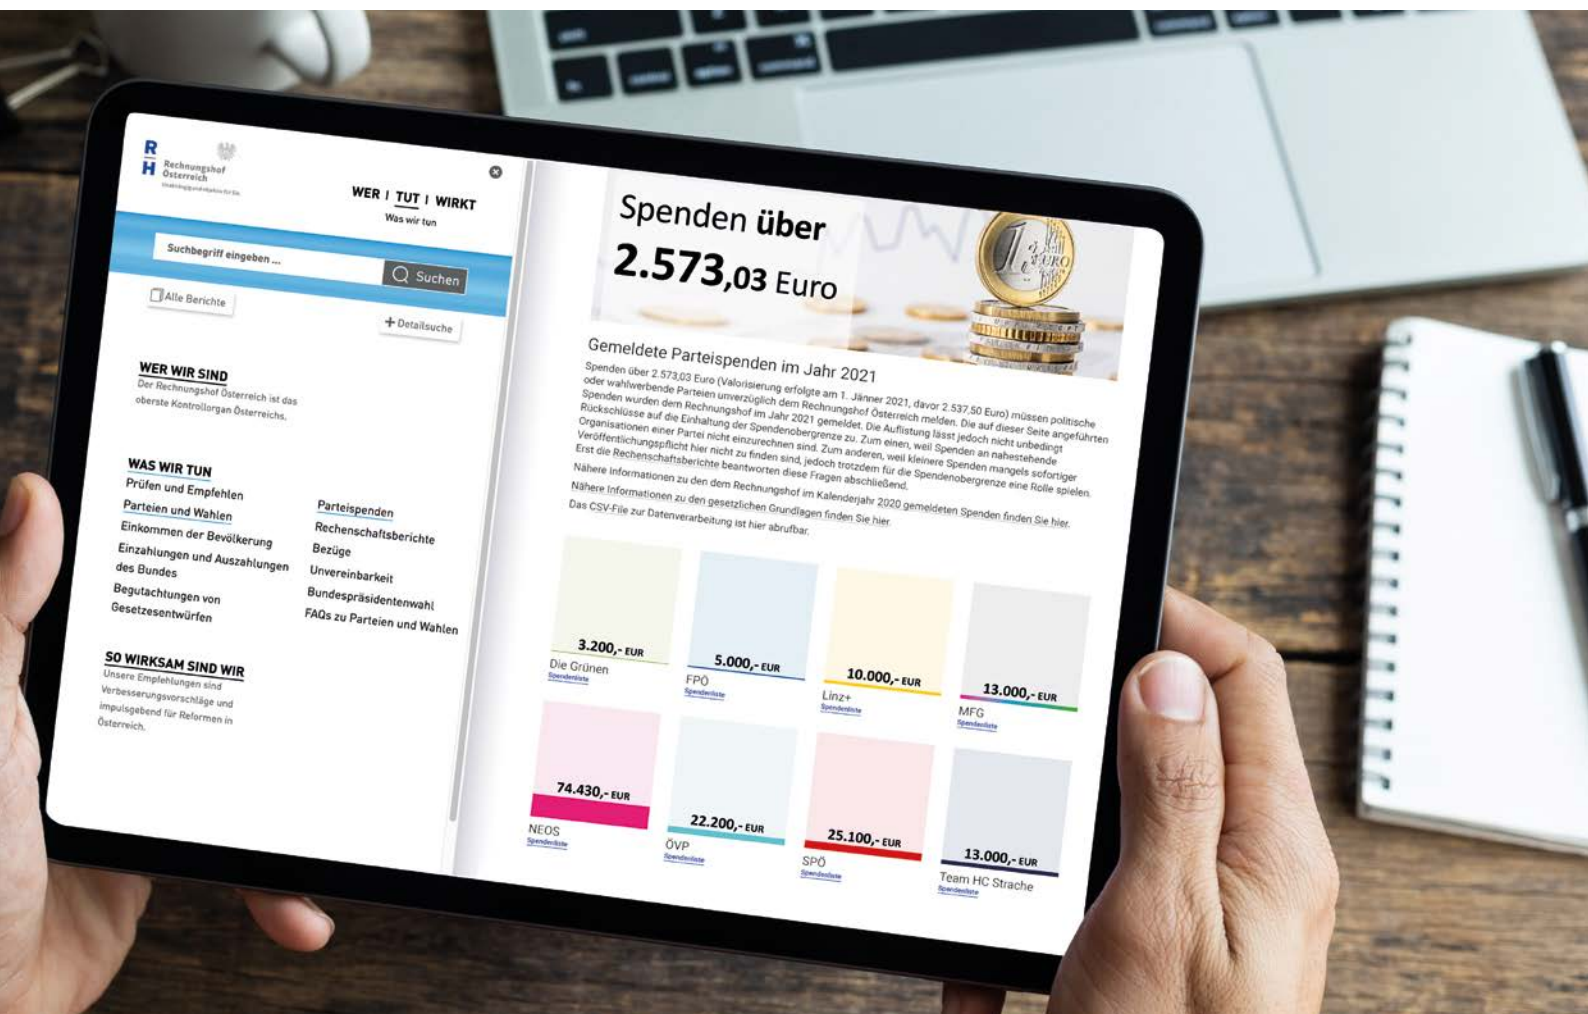 R
H
Rechnungshof
Österreich
Unabhängig und objektiv für Sie.
WER | TUT | WIRKT
Was wir tun
Suchbegriff eingeben ...
Suchen
Alle Berichte
+ Detailsuche
WER WIR SIND
Der Rechnungshof Österreich ist das
oberste Kontrollorgan Österreichs.
WAS WIR TUN
Prüfen und Empfehlen
Parteien und Wahlen
Einkommen der Bevölkerung
Einzahlungen und Auszahlungen
des Bundes
Begutachtungen von
Gesetzesentwürfen
Parteispenden
Rechenschaftsberichte
Bezüge
Unvereinbarkeit
Bundespräsidentenwahl
FAQs zu Parteien und Wahlen
SO WIRKSAM SIND WIR
Unsere Empfehlungen sind
Verbesserungsvorschläge und
impulsgebend für Reformen in
Österreich.
Spenden über
2.573,03 Euro
1 EURO
Gemeldete Parteispenden im Jahr 2021
Spenden über 2.573,03 Euro (Valorisierung erfolgte am 1. Jänner 2021, davor 2.537,50 Euro) müssen politische
oder wahlwerbende Parteien unverzüglich dem Rechnungshof Österreich melden. Die auf dieser Seite angeführten
Spenden wurden dem Rechnungshof im Jahr 2021 gemeldet. Die Auflistung lässt jedoch nicht unbedingt
Rückschlüsse auf die Einhaltung der Spendenobergrenze zu. Zum einen, weil Spenden an nahestehende
Organisationen einer Partei nicht einzurechnen sind. Zum anderen, weil kleinere Spenden mangels sofortiger
Veröffentlichungspflicht hier nicht zu finden sind, jedoch trotzdem für die Spendenobergrenze eine Rolle spielen.
Erst die Rechenschaftsberichte beantworten diese Fragen abschließend.
Nähere Informationen zu den dem Rechnungshof im Kalenderjahr 2020 gemeldeten Spenden finden Sie hier.
Nähere Informationen zu den gesetzlichen Grundlagen finden Sie hier.
Das CSV-File zur Datenverarbeitung ist hier abrufbar.
3.200,- EUR
Die Grünen
Spendenliste
5.000,- EUR
FPÖ
Spendenliste
10.000,- EUR
Linz+
Spendenliste
13.000,- EUR
MFG
Spendenliste
74.430,- EUR
NEOS
Spendenliste
22.200,- EUR
ÖVP
Spendenliste
25.100,- EUR
SPÖ
Spendenliste
13.000,- EUR
Team HC Strache
Spendenliste